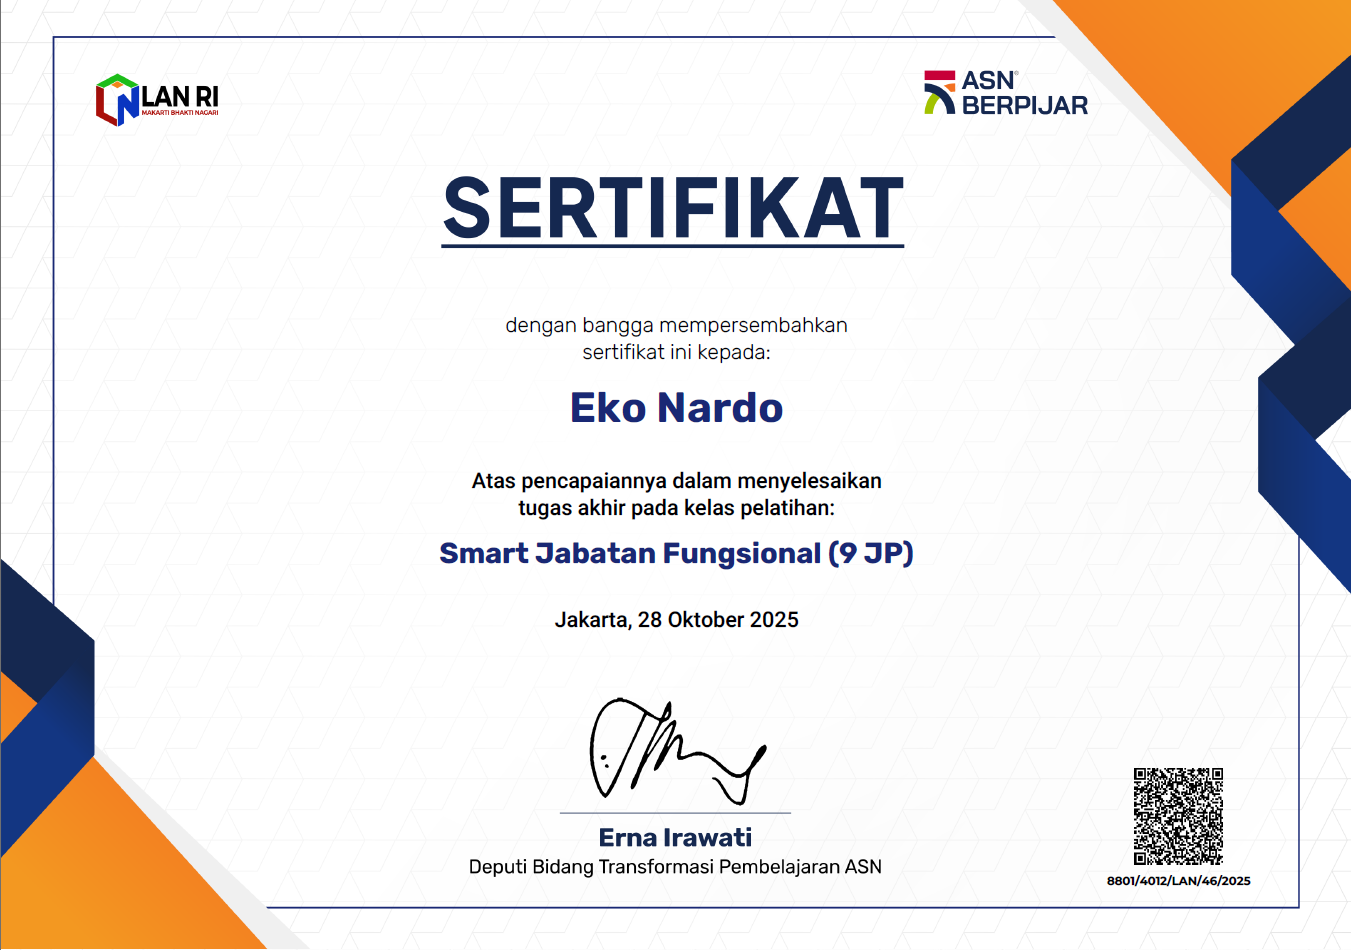 LAN RI
MAKARTI BHAKTI NAGARI
ASN®
BERPIJAR
SERTIFIKAT
dengan bangga mempersembahkan
sertifikat ini kepada:
Eko Nardo
Atas pencapaiannya dalam menyelesaikan
tugas akhir pada kelas pelatihan:
Smart Jabatan Fungsional (9 JP)
Jakarta, 28 Oktober 2025
Erna Irawati
Deputi Bidang Transformasi Pembelajaran ASN
8801/4012/LAN/46/2025